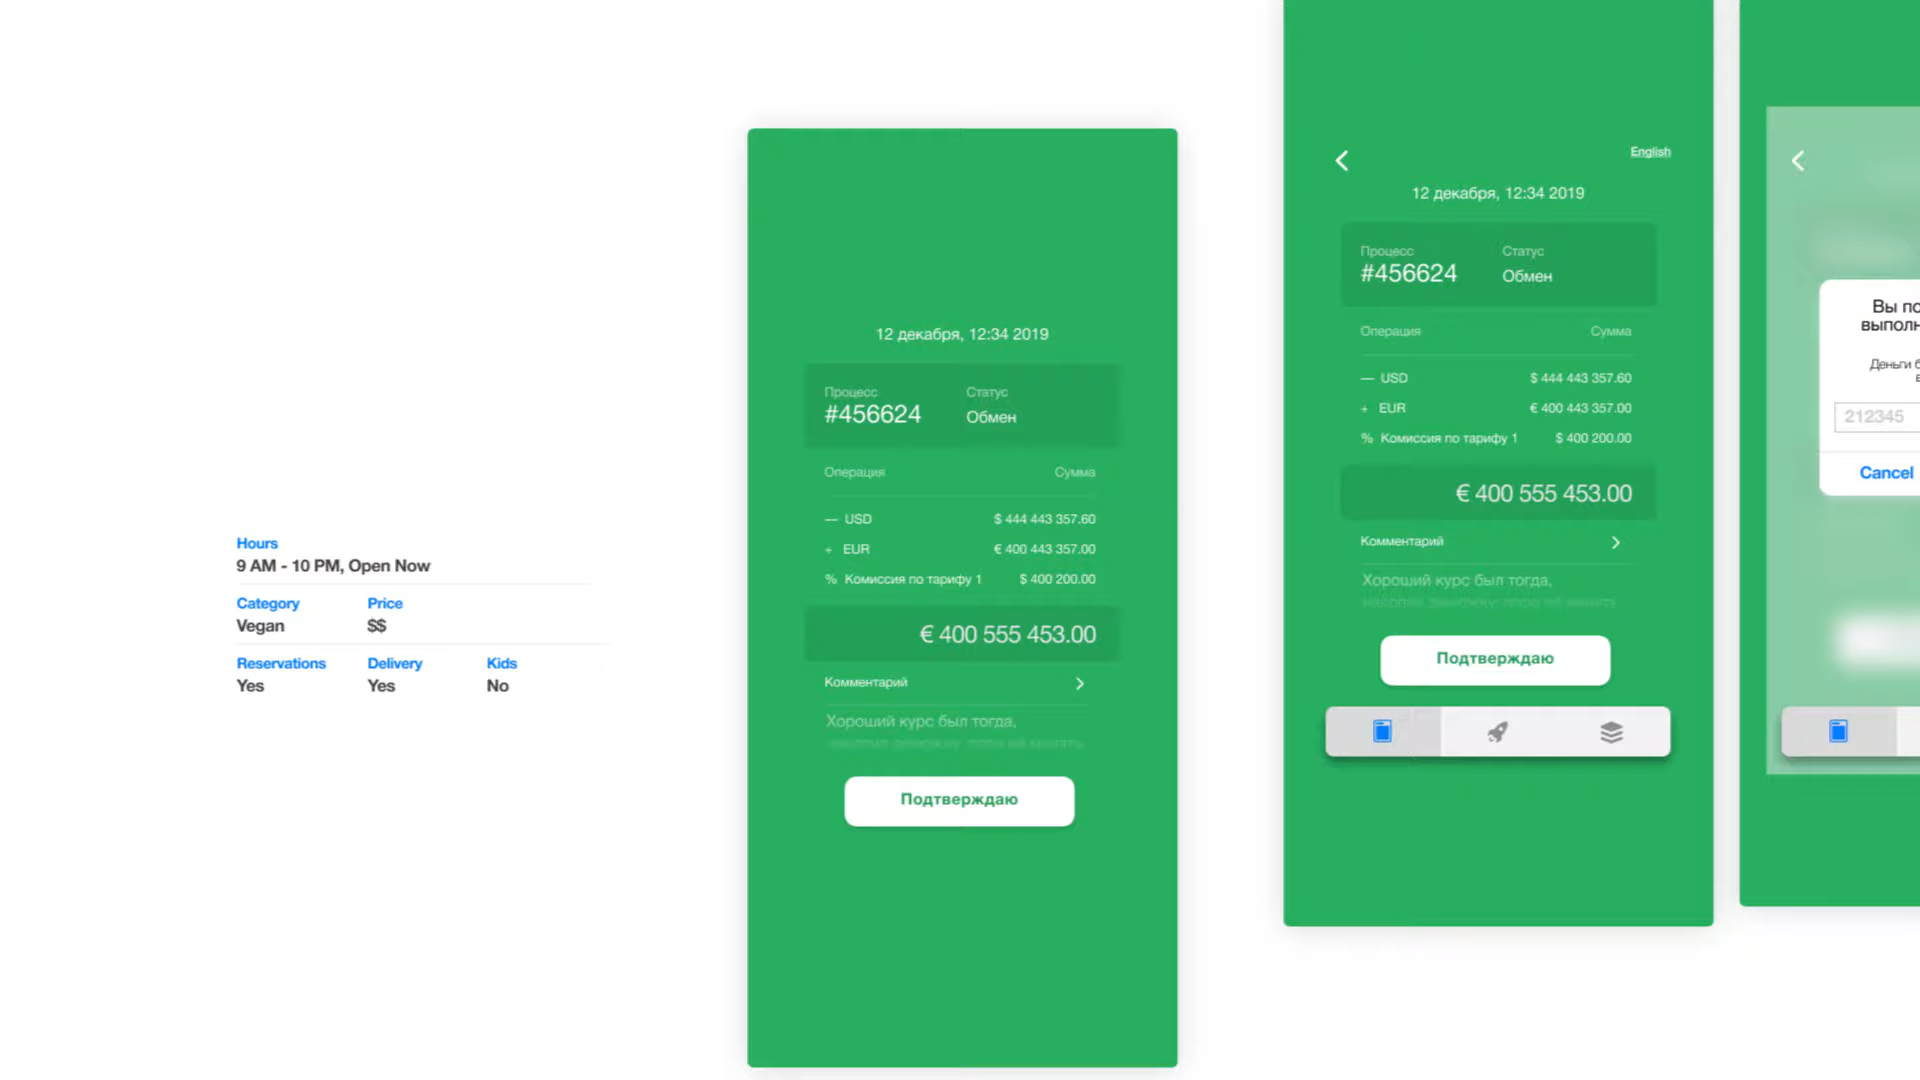 Hours
9 AM - 10 PM, Open Now
Category Price
Vegan $$
Reservations Delivery Kids
Yes Yes No
12 декабря, 12:34 2019
Процесс Статус
#456624 Обмен
Операция Сумма
— USD $ 444 443 357.60
+ EUR € 400 443 357.00
% Комиссия по тарифу 1 $ 400 200.00
€ 400 555 453.00
Комментарий
Хороший курс был тогда,
Подтверждаю
English
12 декабря, 12:34 2019
Процесс Статус
#456624 Обмен
Операция Сумма
— USD $ 444 443 357.60
+ EUR € 400 443 357.00
% Комиссия по тарифу 1 $ 400 200.00
€ 400 555 453.00
Комментарий
Хороший курс был тогда,
Подтверждаю
Вы по
выполн
Деньги б
в
212345
Cancel